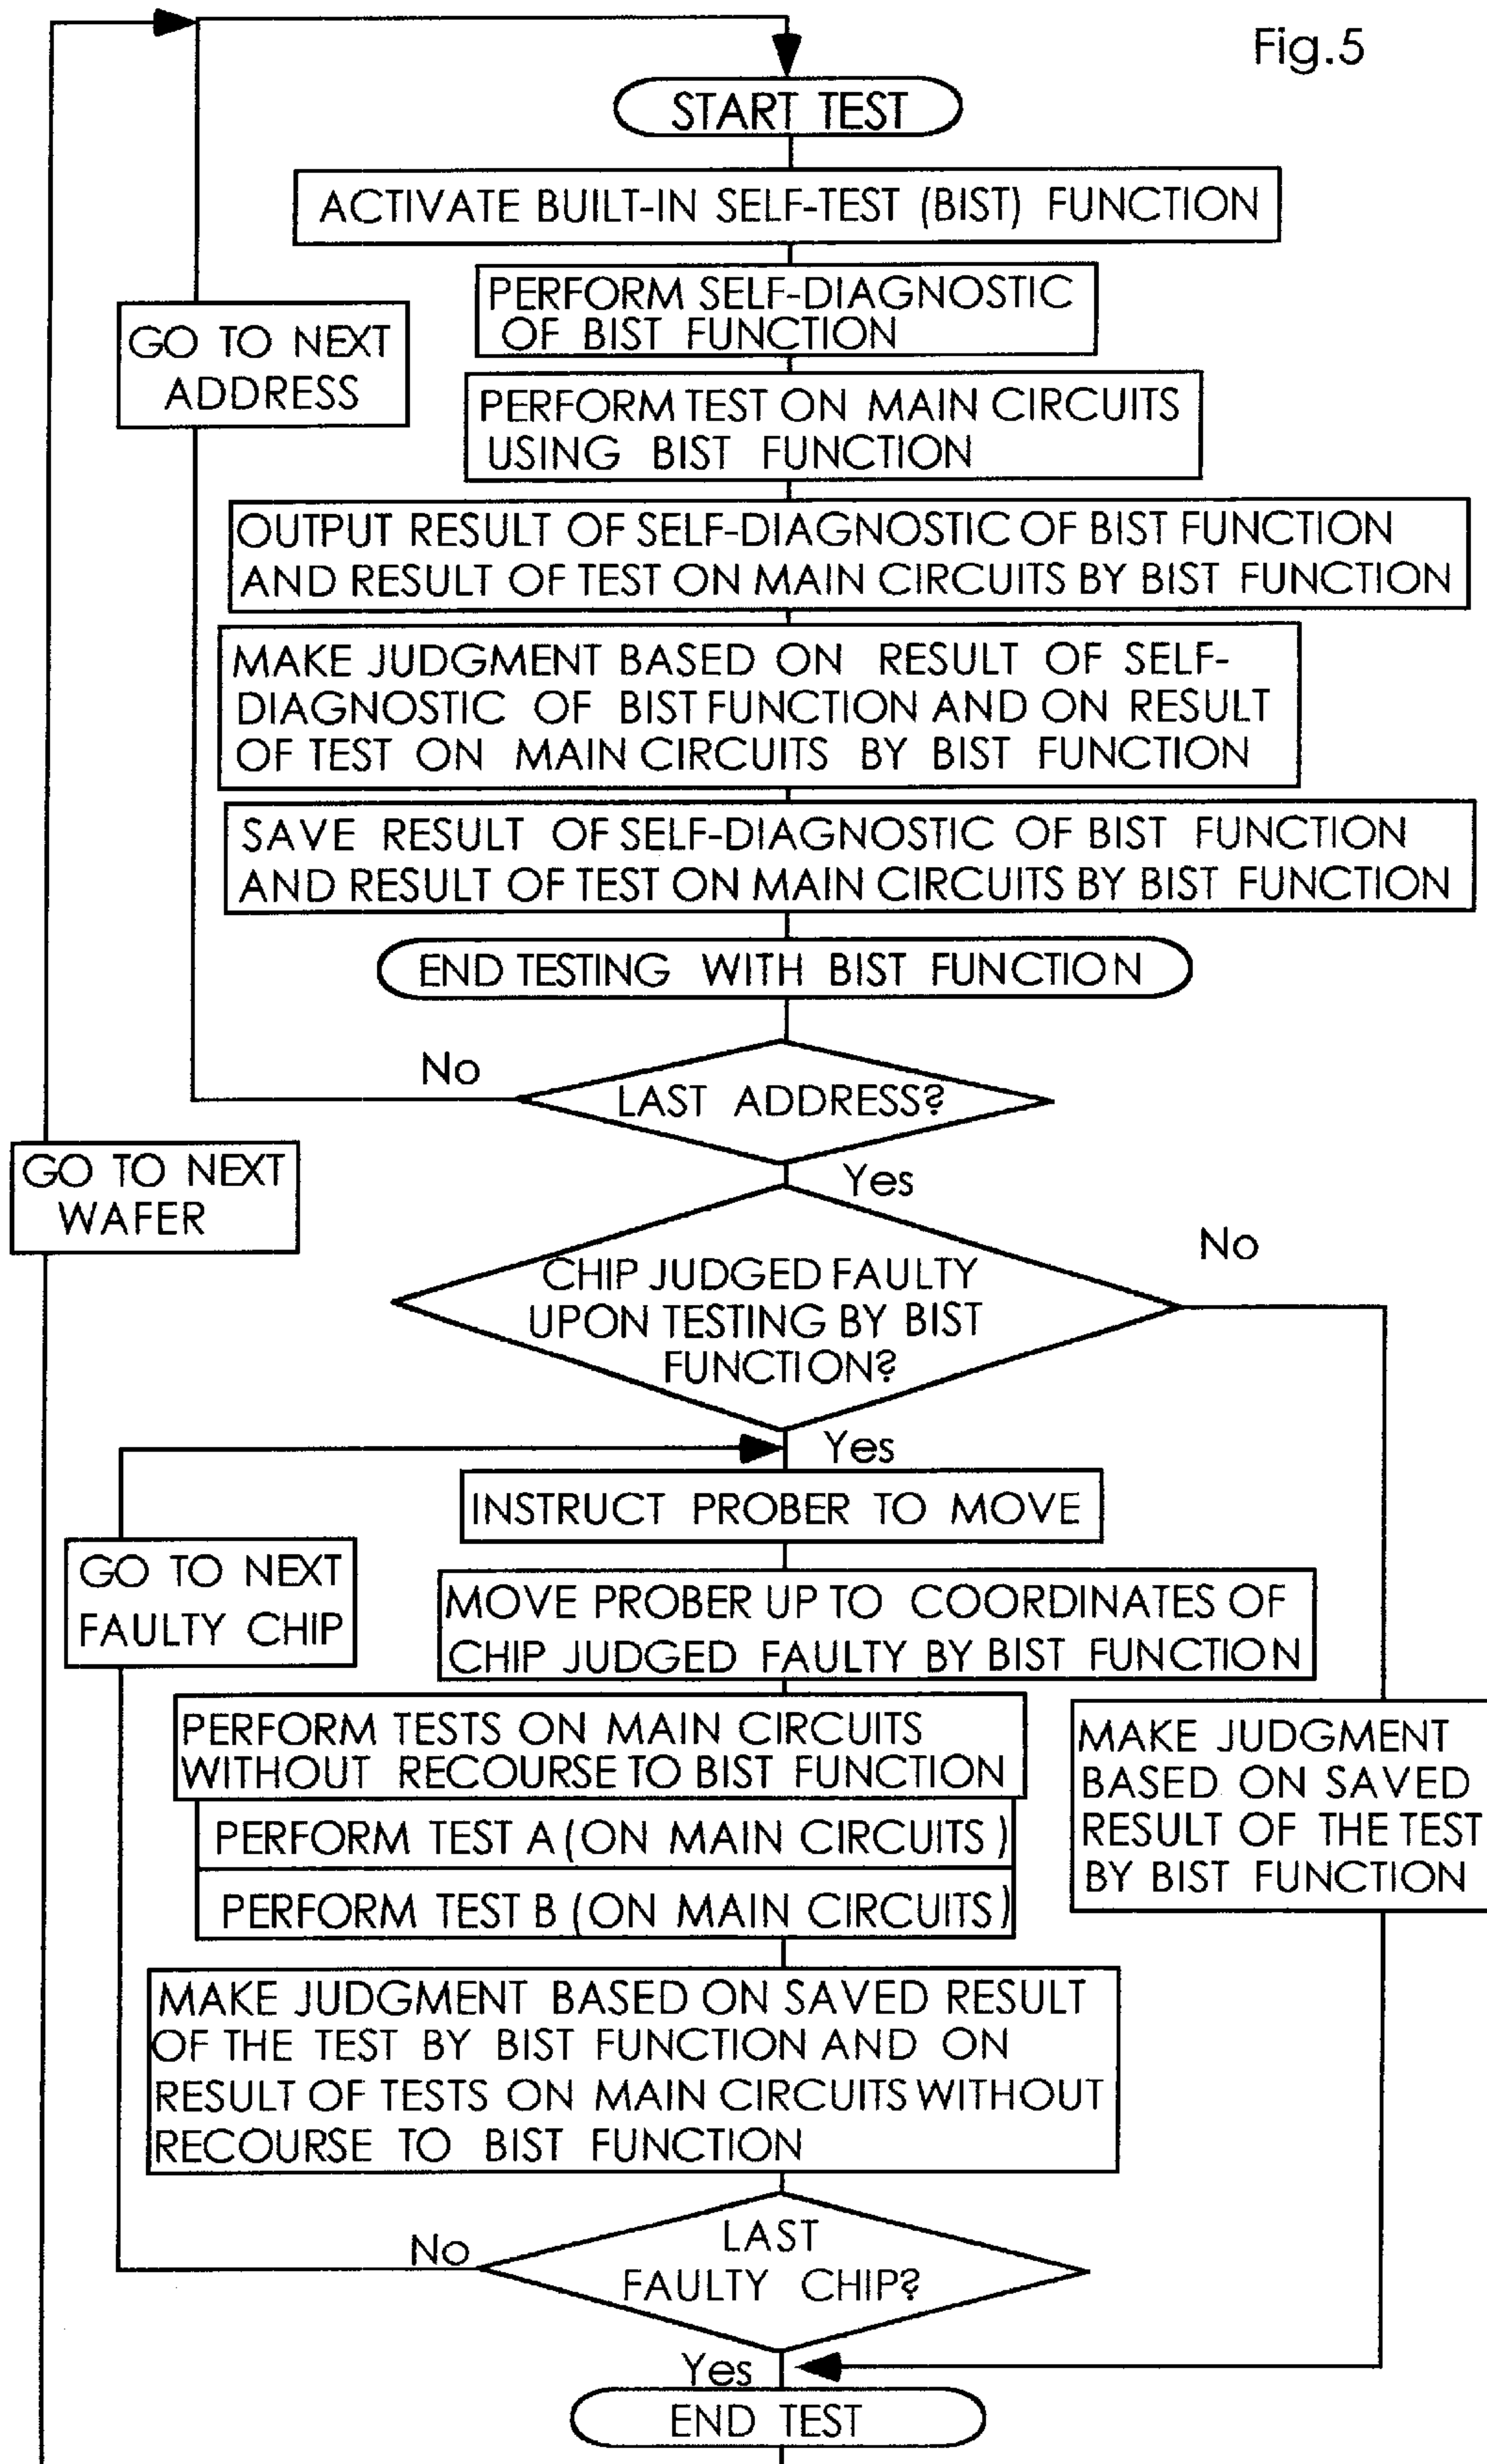 Fig.5
START TEST
ACTIVATE BUILT-IN SELF-TEST (BIST) FUNCTION
PERFORM SELF-DIAGNOSTIC
OF BIST FUNCTION
GO TO NEXT
ADDRESS
PERFORM TEST ON MAIN CIRCUITS
USING BIST FUNCTION
OUTPUT RESULT OF SELF-DIAGNOSTIC OF BIST FUNCTION
AND RESULT OF TEST ON MAIN CIRCUITS BY BIST FUNCTION
MAKE JUDGMENT BASED ON RESULT OF SELF-
DIAGNOSTIC OF BIST FUNCTION AND ON RESULT
OF TEST ON MAIN CIRCUITS BY BIST FUNCTION
SAVE RESULT OF SELF-DIAGNOSTIC OF BIST FUNCTION
AND RESULT OF TEST ON MAIN CIRCUITS BY BIST FUNCTION
END TESTING WITH BIST FUNCTION
No
LAST ADDRESS?
Yes
GO TO NEXT
WAFER
No
CHIP JUDGED FAULTY
UPON TESTING BY BIST
FUNCTION?
Yes
INSTRUCT PROBER TO MOVE
GO TO NEXT
FAULTY CHIP
MOVE PROBER UP TO COORDINATES OF
CHIP JUDGED FAULTY BY BIST FUNCTION
PERFORM TESTS ON MAIN CIRCUITS
WITHOUT RECOURSE TO BIST FUNCTION
PERFORM TEST A (ON MAIN CIRCUITS)
PERFORM TEST B (ON MAIN CIRCUITS)
MAKE JUDGMENT
BASED ON SAVED
RESULT OF THE TEST
BY BIST FUNCTION
MAKE JUDGMENT BASED ON SAVED RESULT
OF THE TEST BY BIST FUNCTION AND ON
RESULT OF TESTS ON MAIN CIRCUITS WITHOUT
RECOURSE TO BIST FUNCTION
No
LAST
FAULTY CHIP?
Yes
END TEST